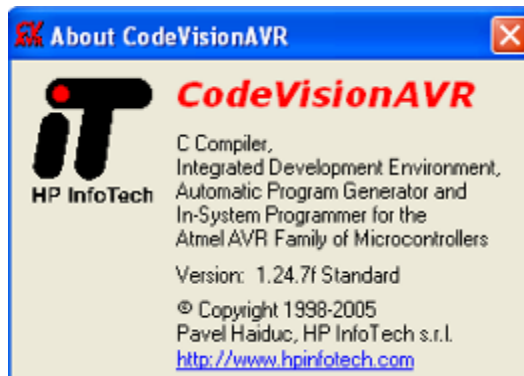 About CodeVisionAVR
CodeVisionAVR
iT
HP InfoTech
C Compiler,
Integrated Development Environment,
Automatic Program Generator and
In-System Programmer for the
Atmel AVR Family of Microcontrollers
Version: 1.24.7f Standard
© Copyright 1998-2005
Pavel Haiduc, HP InfoTech s.r.l.
http://www.hpinfotech.com